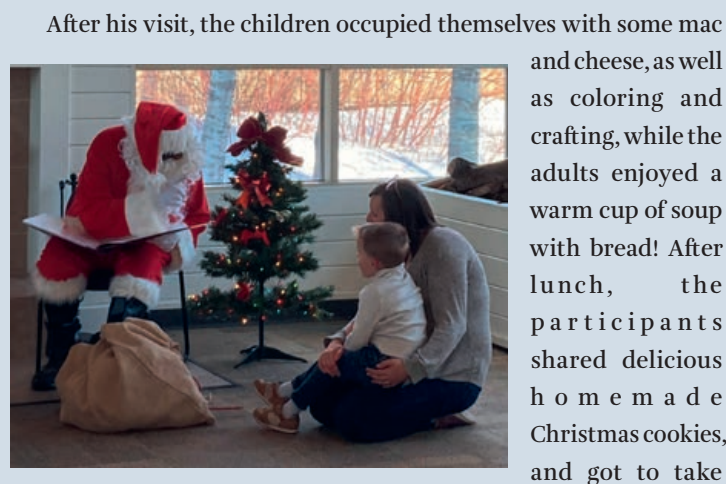 After his visit, the children occupied themselves with some mac
and cheese, as well
as coloring and
crafting, while the
adults enjoyed a
warm cup of soup
with bread! After
lunch, the
participants
shared delicious
homemade
Christmas cookies,
and got to take